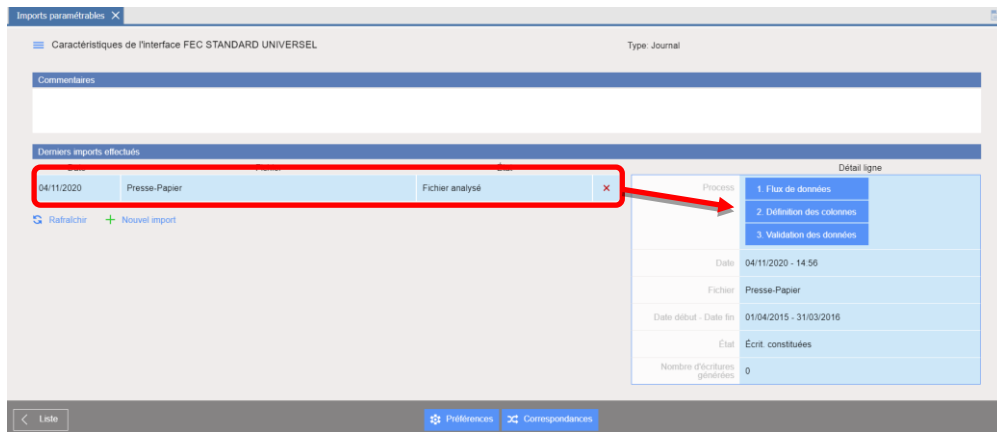 Imports paramétrables X
Caractéristiques de l'interface FEC STANDARD UNIVERSEL
Type: Journal
Commentaires
Derniers imports effectués
Date Fichier État
Détail ligne
04/11/2020 Presse-Papier Fichier analysé
Rafraîchir + Nouvel import
Process
1. Flux de données
2. Définition des colonnes
3. Validation des données
Date 04/11/2020 - 14:56
Fichier Presse-Papier
Date début - Date fin 01/04/2015 - 31/03/2016
État Écrit. constituées
Nombre d'écritures
générées 0
Liste
Préférences
Correspondances